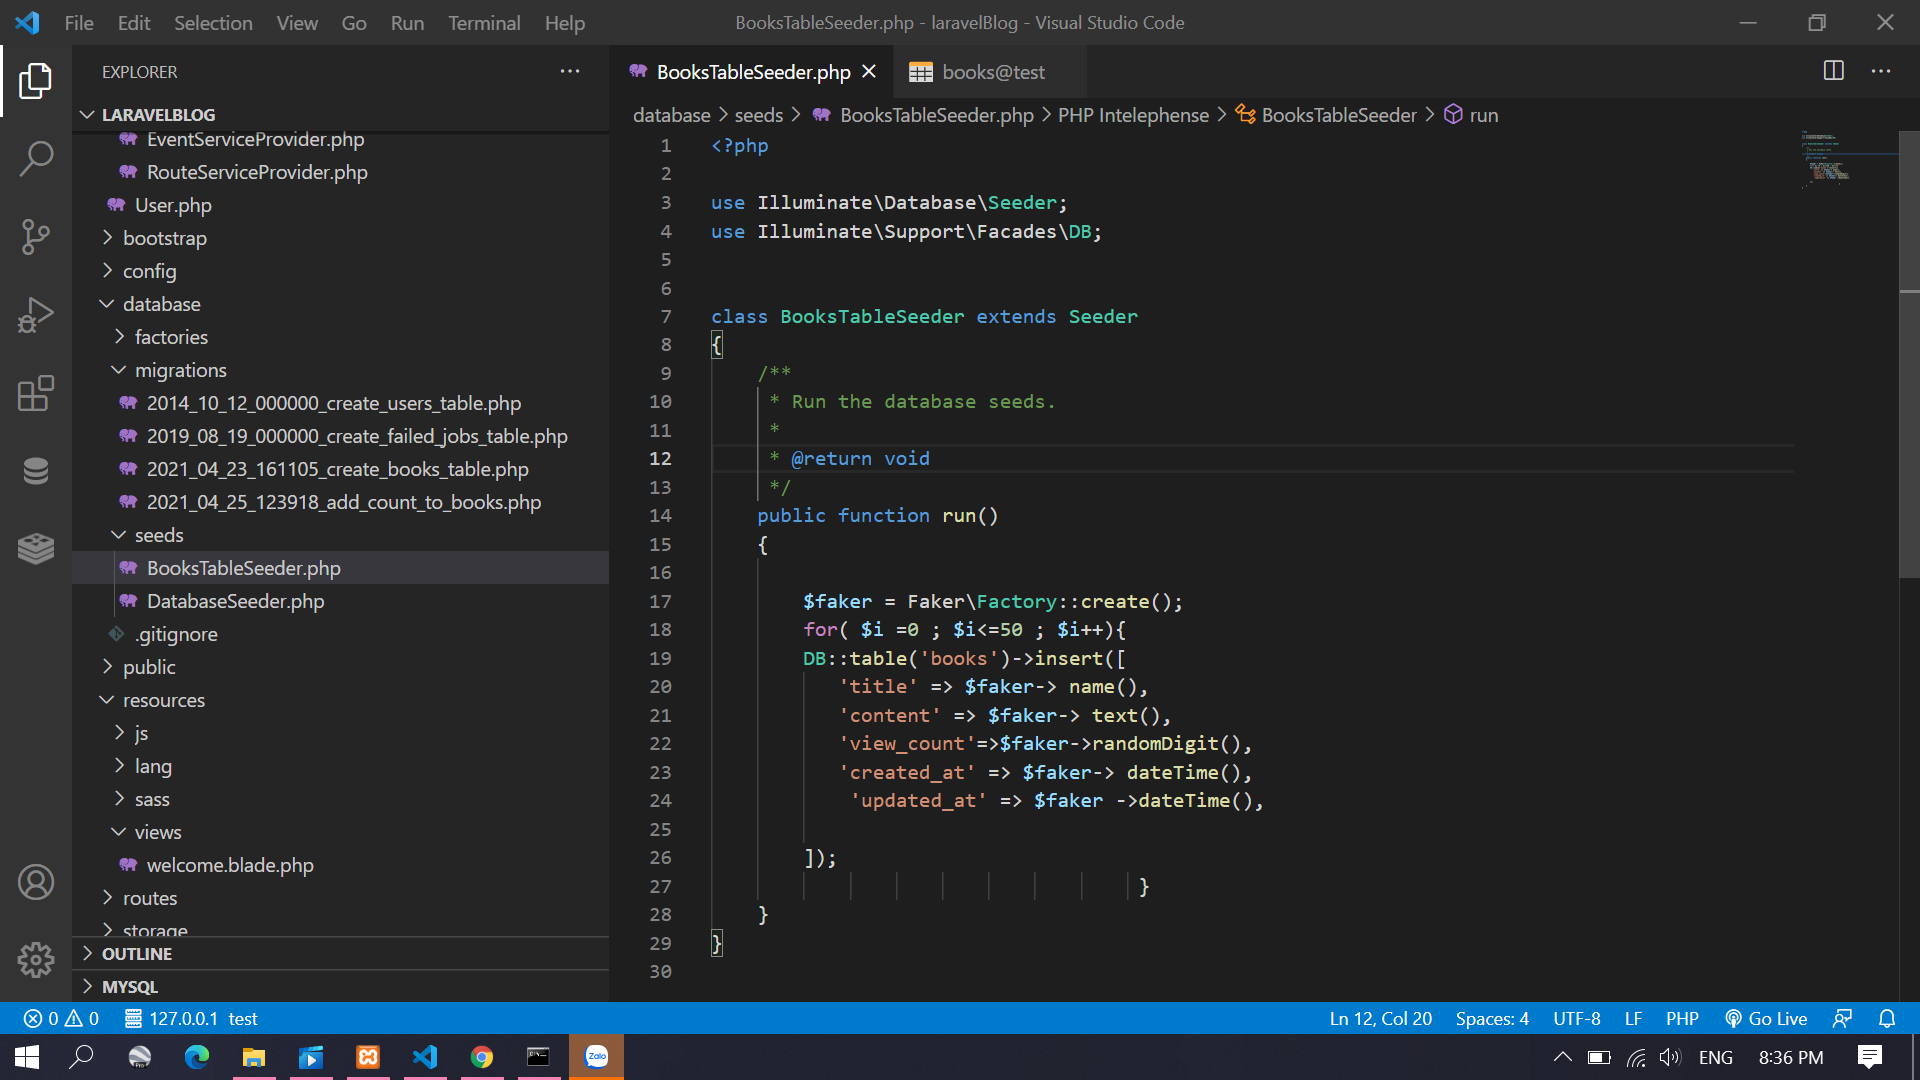 File Edit Selection View Go Run Terminal Help
BooksTableSeeder.php - laravelBlog - Visual Studio Code
EXPLORER
LARAVELBLOG
EventServiceProvider.php
RouteServiceProvider.php
User.php
bootstrap
config
database
factories
migrations
2014_10_12_000000_create_users_table.php
2019_08_19_000000_create_failed_jobs_table.php
2021_04_23_161105_create_books_table.php
2021_04_25_123918_add_count_to_books.php
seeds
BooksTableSeeder.php
DatabaseSeeder.php
.gitignore
public
resources
js
lang
sass
views
welcome.blade.php
routes
storage
OUTLINE
MYSQL
BooksTableSeeder.php
books@test
database > seeds > BooksTableSeeder.php > PHP Intelephense > BooksTableSeeder > run
1 <?php
2
3 use Illuminate\Database\Seeder;
4 use Illuminate\Support\Facades\DB;
5
6
7 class BooksTableSeeder extends Seeder
8 {
9 /**
10 * Run the database seeds.
11 *
12 * @return void
13 */
14 public function run()
15 {
16
17 $faker = Faker\Factory::create();
18 for( $i =0 ; $i<=50 ; $i++){
19 DB::table('books')->insert([
20 'title' => $faker-> name(),
21 'content' => $faker-> text(),
22 'view_count'=>$faker->randomDigit(),
23 'created_at' => $faker-> dateTime(),
24 'updated_at' => $faker ->dateTime(),
25
26 ]);
27 }
28 }
29 }
30
0 0 127.0.0.1 test
Ln 12, Col 20 Spaces: 4 UTF-8 LF PHP Go Live
Pro
Zalo
ENG 8:36 PM